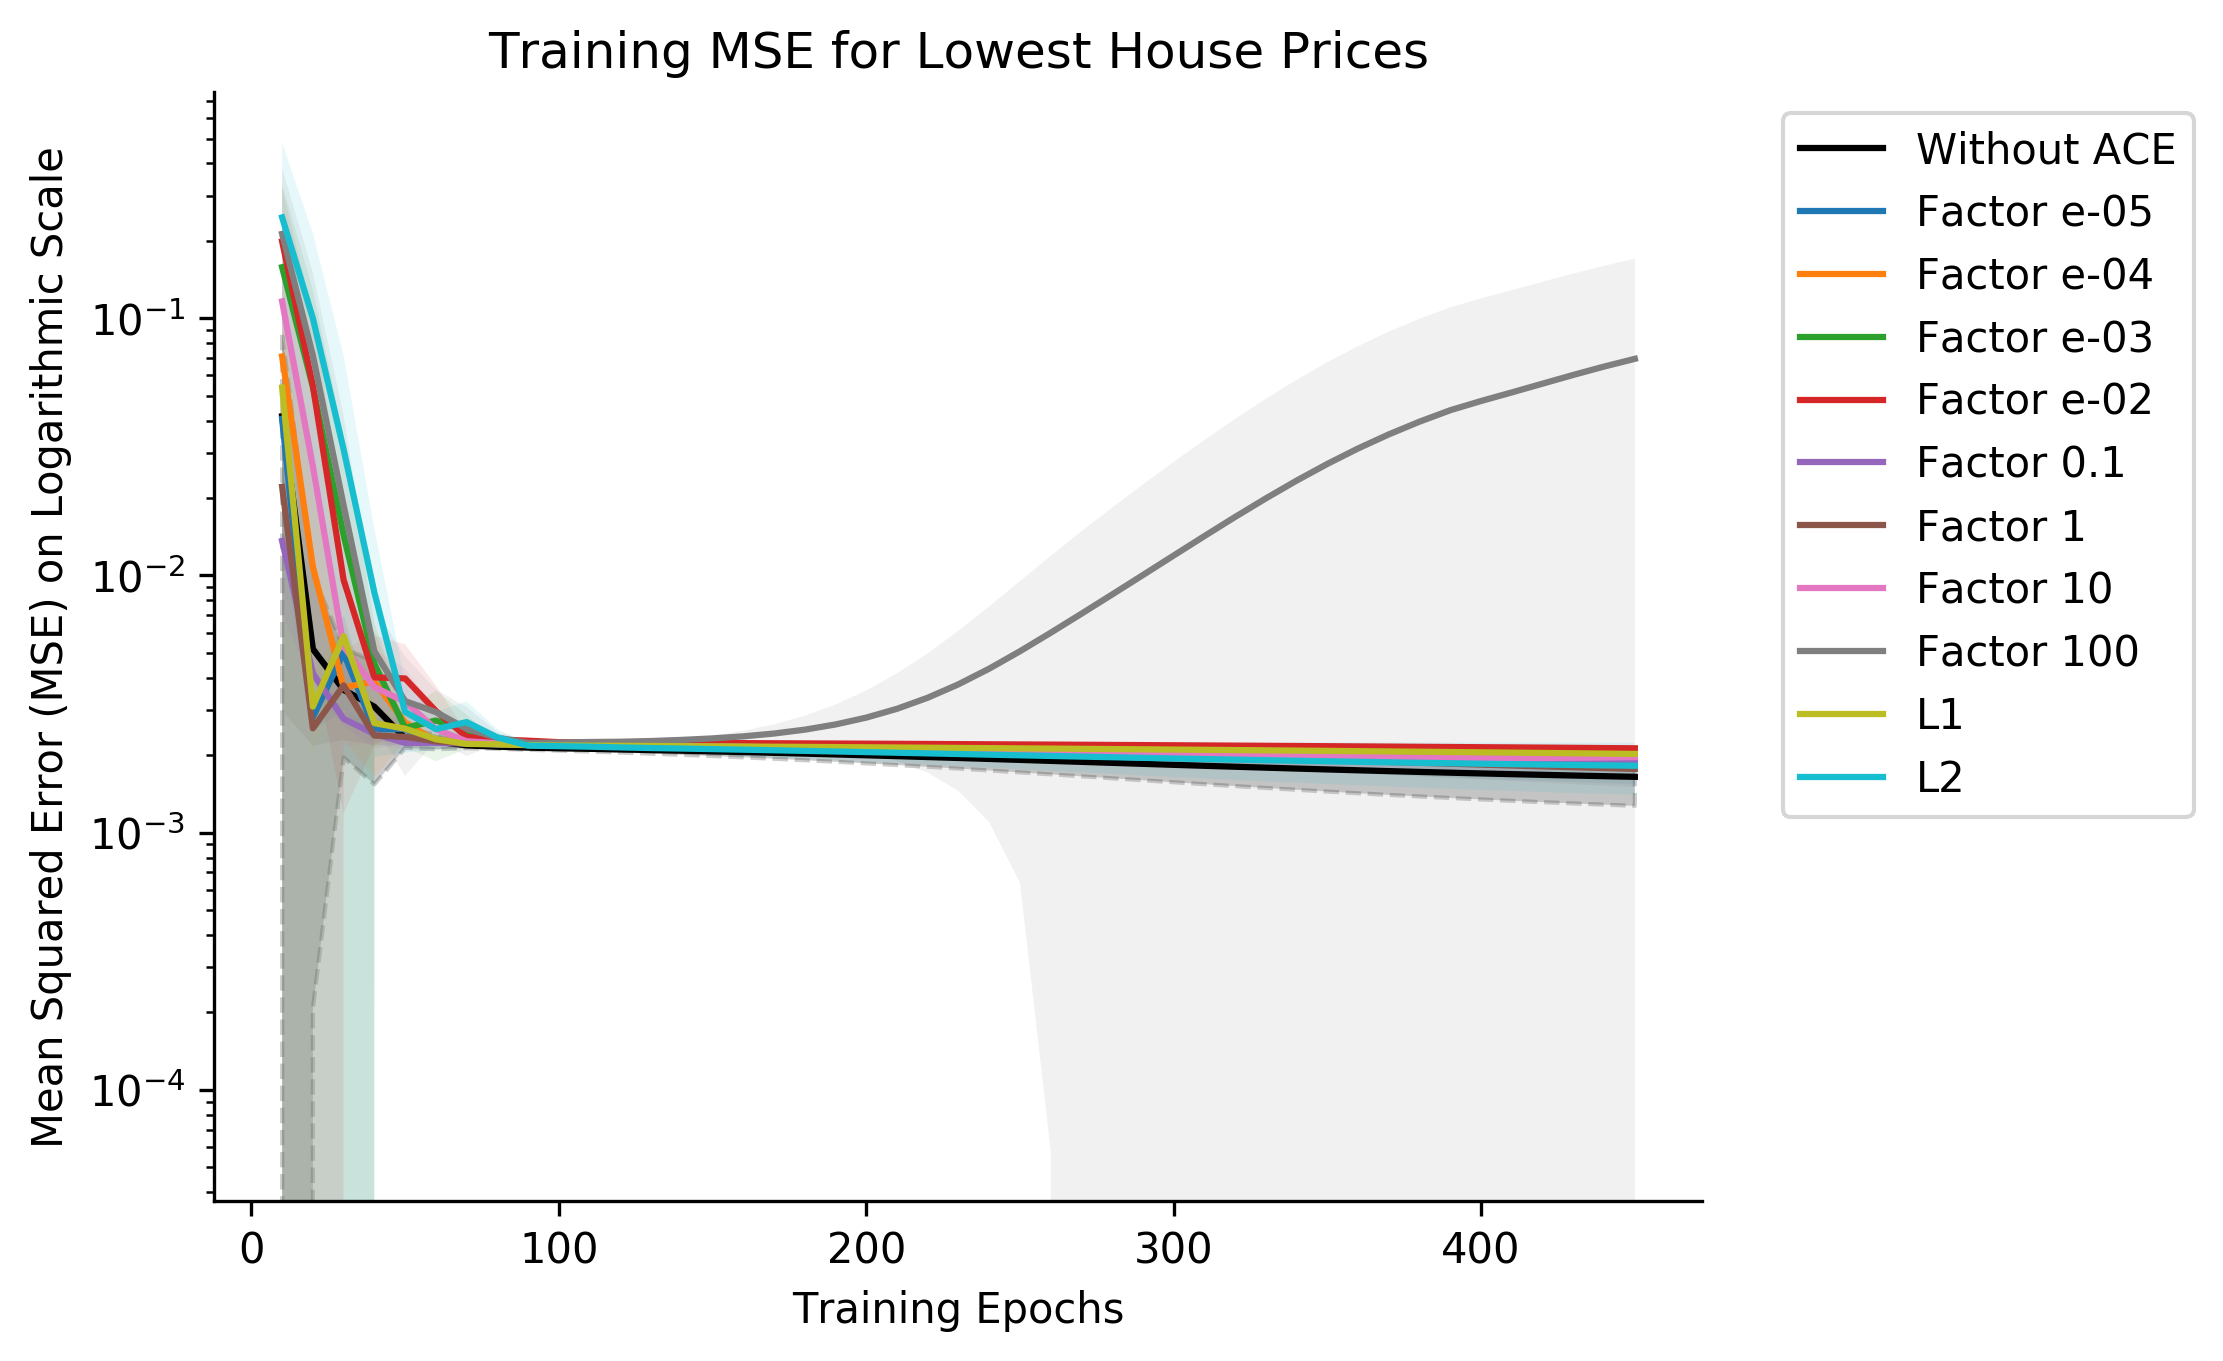 Training MSE for Lowest House Prices
Mean Squared Error (MSE) on Logarithmic Scale
10⁻¹
10⁻²
10⁻³
10⁻⁴
0 100 200 300 400
Training Epochs
Without ACE
Factor e-05
Factor e-04
Factor e-03
Factor e-02
Factor 0.1
Factor 1
Factor 10
Factor 100
L1
L2